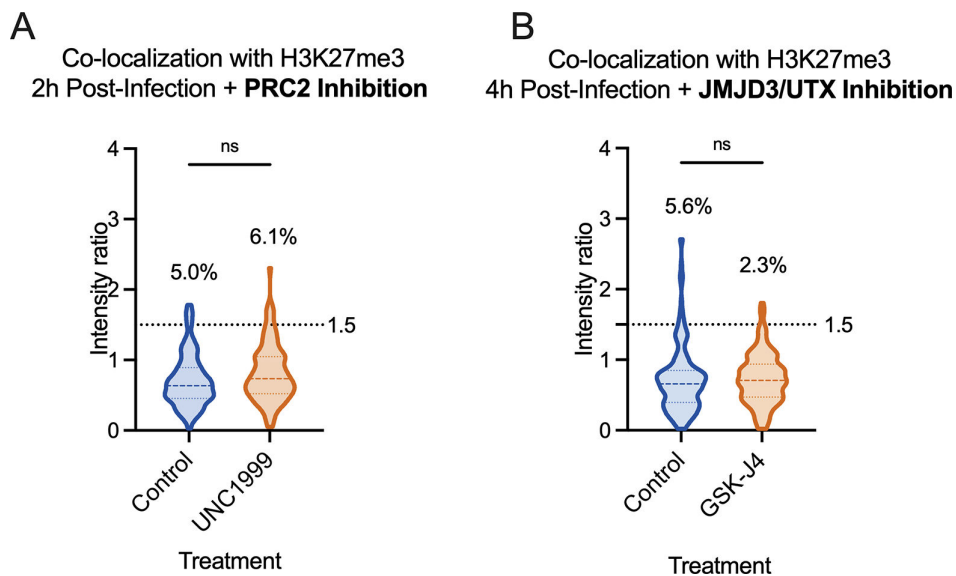 A
Co-localization with H3K27me3
2h Post-Infection + PRC2 Inhibition
4
3
2
1
0
Intensity ratio
ns
5.0%
6.1%
1.5
Control
UNC1999
Treatment
B
Co-localization with H3K27me3
4h Post-Infection + JMJD3/UTX Inhibition
4
3
2
1
0
Intensity ratio
ns
5.6%
2.3%
1.5
Control
GSK-J4
Treatment